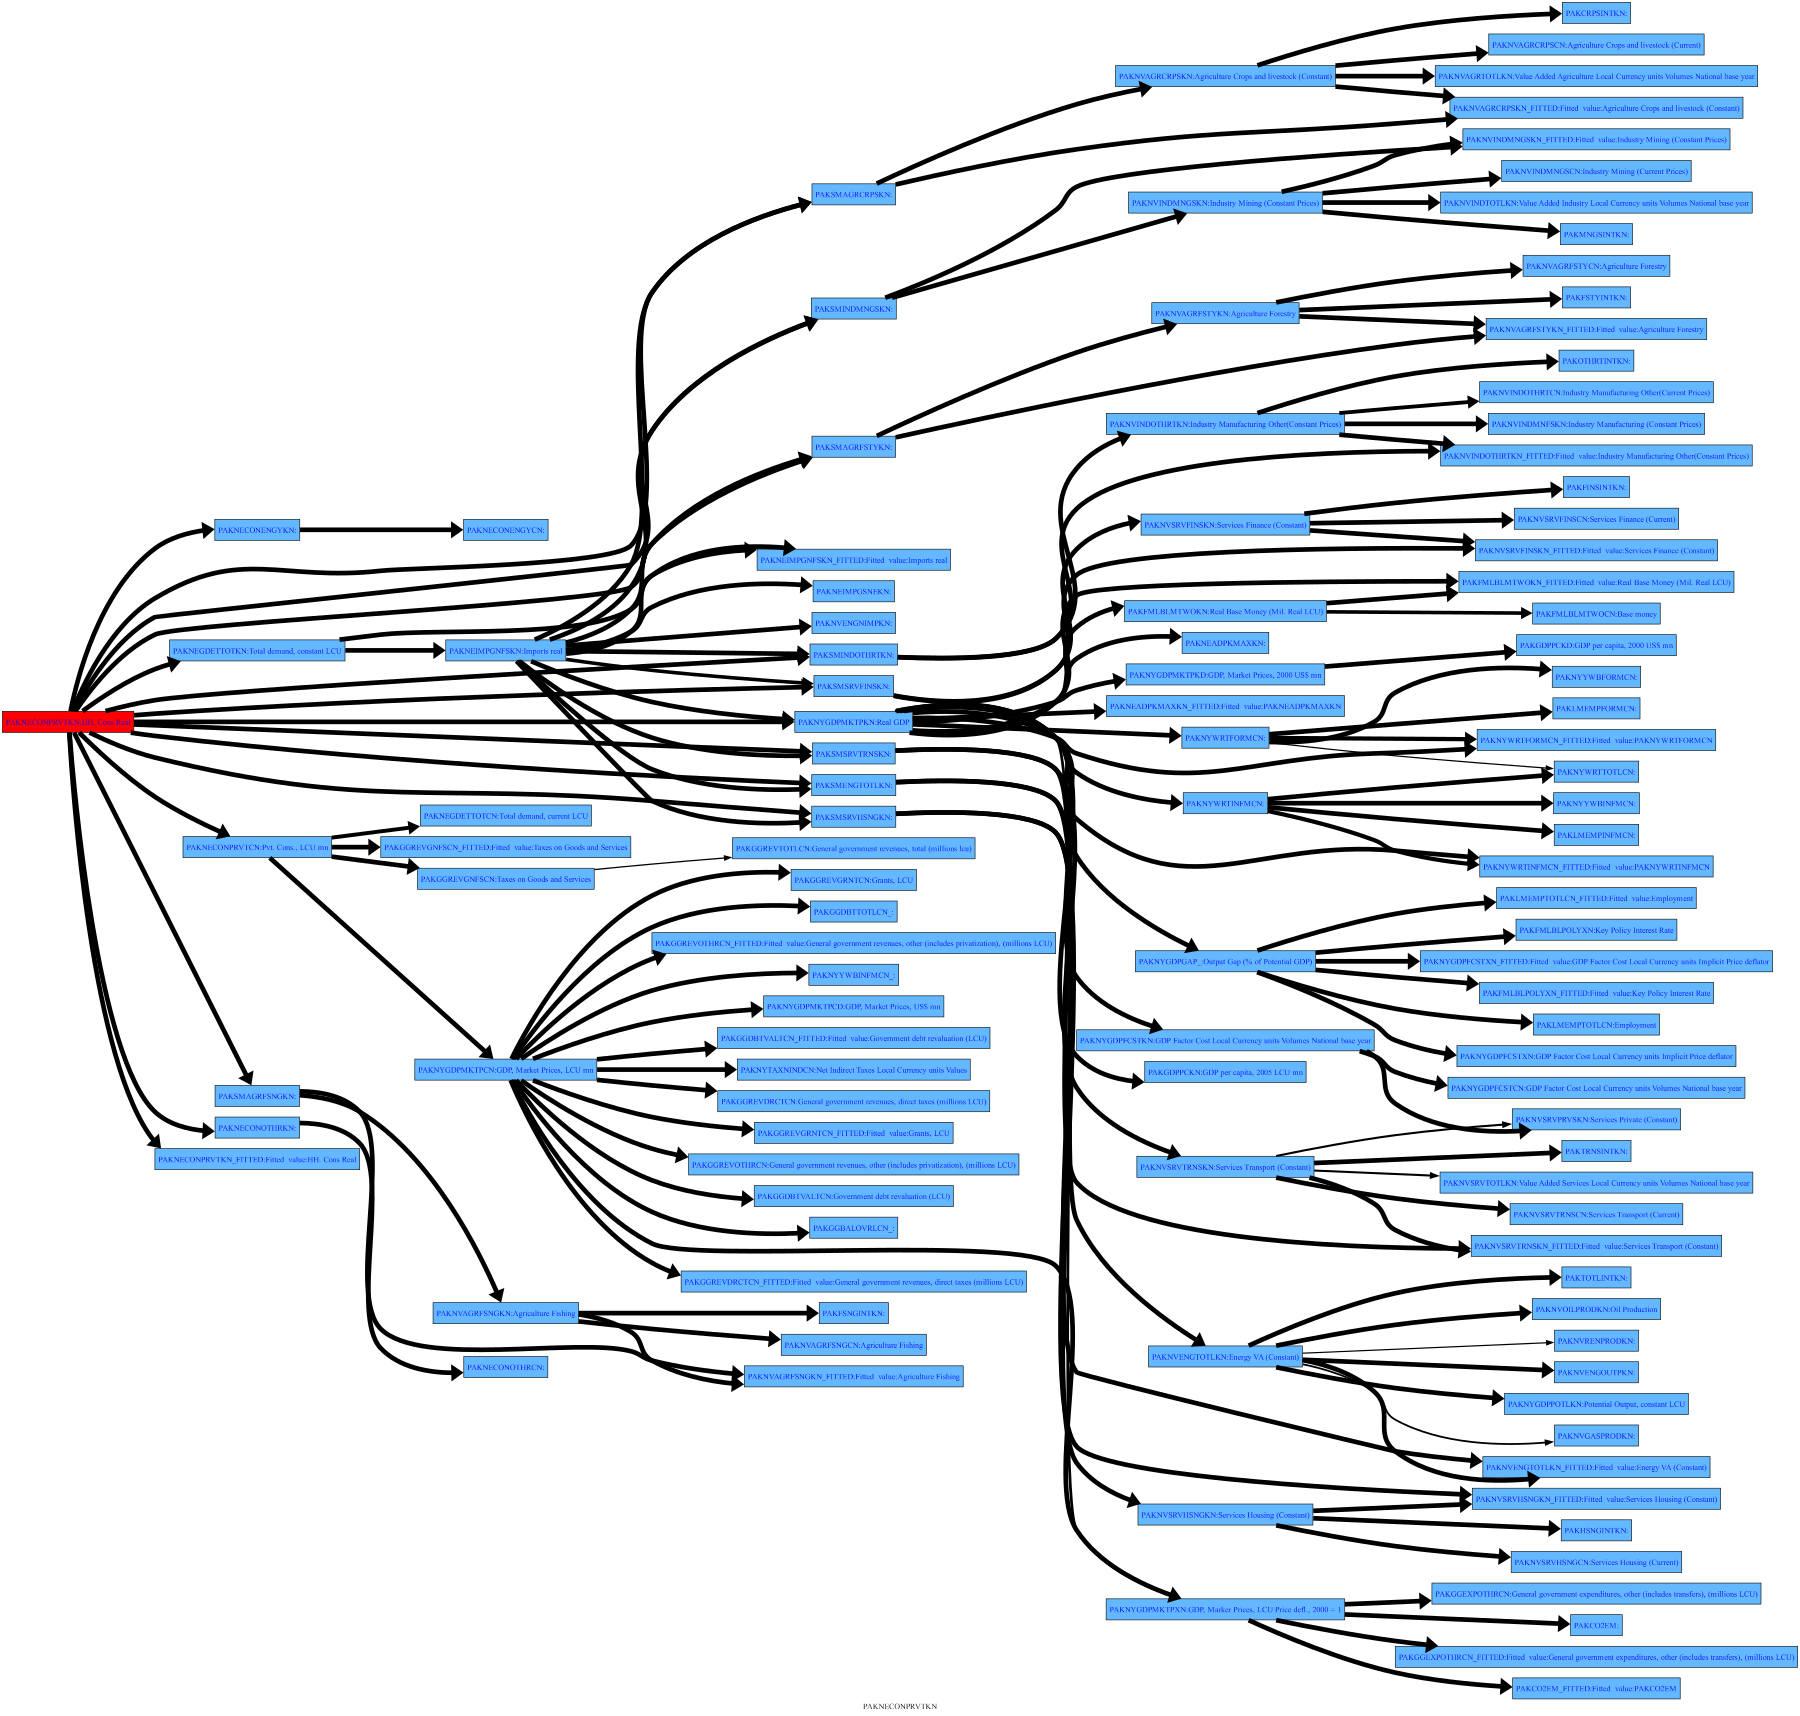 PAKCRPSINTKN:
PAKNVAGRCRPSCN:Agriculture Crops and livestock (Current)
PAKNVAGRCRPSKN:Agriculture Crops and livestock (Constant)
PAKNVAGRTOTLKN:Value Added Agriculture Local Currency units Volumes National base year
PAKNVAGRCRPSKN_FITTED:Fitted value:Agriculture Crops and livestock (Constant)
PAKNVINDMNGSKN_FITTED:Fitted value:Industry Mining (Constant Prices)
PAKNVINDMNGSCN:Industry Mining (Current Prices)
PAKSMAGRCRPSKN:
PAKNVINDMNGSKN:Industry Mining (Constant Prices)
PAKNVINDTOTLKN:Value Added Industry Local Currency units Volumes National base year
PAKMNGSINTKN:
PAKNVAGRFSTYCN:Agriculture Forestry
PAKFSTYINTKN:
PAKSMINDMNGSKN:
PAKNVAGRFSTYKN:Agriculture Forestry
PAKNVAGRFSTYKN_FITTED:Fitted value:Agriculture Forestry
PAKOTHRTINTKN:
PAKNVINDOTHRTCN:Industry Manufacturing Other(Current Prices)
PAKNVINDOTHRTKN:Industry Manufacturing Other(Constant Prices)
PAKNVINDMNFSKN:Industry Manufacturing (Constant Prices)
PAKSMAGRFSTYKN:
PAKNVINDOTHRTKN_FITTED:Fitted value:Industry Manufacturing Other(Constant Prices)
PAKFINSINTKN:
PAKNECONENGYKN:
PAKNECONENGYCN:
PAKNVSRVFINSKN:Services Finance (Constant)
PAKNVSRVFINSCN:Services Finance (Current)
PAKNVSRVFINSKN_FITTED:Fitted value:Services Finance (Constant)
PAKNEIMPGNFSKN_FITTED:Fitted value:Imports real
PAKFMLBLMTWOKN_FITTED:Fitted value:Real Base Money (Mil. Real LCU)
PAKNEIMPGSNEKN:
PAKFMLBLMTWOKN:Real Base Money (Mil. Real LCU)
PAKFMLBLMTWOCN:Base money
PAKNVENGNIMPKN:
PAKNEADPKMAXKN:
PAKGDPPCKD:GDP per capita, 2000 US$ mn
PAKNEGDETTOTKN:Total demand, constant LCU
PAKNEIMPGNFSKN:Imports real
PAKSMINDOTHRTKN:
PAKNYGDPMKTPKD:GDP, Market Prices, 2000 US$ mn
PAKNYYWBFORMCN:
PAKSMSRVFINSKN:
PAKNEADPKMAXKN_FITTED:Fitted value:PAKNEADPKMAXKN
PAKLMEMPFORMCN:
PAKNECONPRVTKN:HH. Cons Real
PAKNYGDPMKTPKN:Real GDP
PAKNYWRTFORMCN:
PAKNYWRTFORMCN_FITTED:Fitted value:PAKNYWRTFORMCN
PAKSMSRVTRNSKN:
PAKNYWRTTOTLCN:
PAKSMENGTOTLKN:
PAKNYWRTINFMCN:
PAKNYYWBINFMCN:
PAKNEGDETTOTCN:Total demand, current LCU
PAKSMSRVHSNGKN:
PAKLMEMPINFMCN:
PAKNECONPRVTCN:Pvt. Cons., LCU mn
PAKGGREVGNFSCN_FITTED:Fitted value:Taxes on Goods and Services
PAKGGREVTOTLCN:General government revenues, total (millions lcu)
PAKNYWRTINFMCN_FITTED:Fitted value:PAKNYWRTINFMCN
PAKGGREVGNFSCN:Taxes on Goods and Services
PAKGGREVGRNTCN:Grants, LCU
PAKLMEMPTOTLCN_FITTED:Fitted value:Employment
PAKGGDBTTOTLCN_:
PAKFMLBLPOLYXN:Key Policy Interest Rate
PAKGGREVOTHRCN_FITTED:Fitted value:General government revenues, other (includes privatization), (millions LCU)
PAKNYGDPGAP_:Output Gap (% of Potential GDP)
PAKNYGDPFCSTXN_FITTED:Fitted value:GDP Factor Cost Local Currency units Implicit Price deflator
PAKNYYWBINFMCN_:
PAKFMLBLPOLYXN_FITTED:Fitted value:Key Policy Interest Rate
PAKNYGDPMKTPCD:GDP, Market Prices, US$ mn
PAKLMEMPTOTLCN:Employment
PAKGGDBTVALTCN_FITTED:Fitted value:Government debt revaluation (LCU)
PAKNYGDPFCSTKN:GDP Factor Cost Local Currency units Volumes National base year
PAKNYGDPFCSTXN:GDP Factor Cost Local Currency units Implicit Price deflator
PAKNYGDPMKTPCN:GDP, Market Prices, LCU mn
PAKNYTAXNINDCN:Net Indirect Taxes Local Currency units Values
PAKGDPPCKN:GDP per capita, 2005 LCU mn
PAKNYGDPFCSTCN:GDP Factor Cost Local Currency units Volumes National base year
PAKSMAGRFSNGKN:
PAKGGREVDRCTCN:General government revenues, direct taxes (millions LCU)
PAKNVSRVPRVSKN:Services Private (Constant)
PAKNECONOTHRKN:
PAKGGREVGRNTCN_FITTED:Fitted value:Grants, LCU
PAKTRNSINTKN:
PAKNECONPRVTKN_FITTED:Fitted value:HH. Cons Real
PAKGGREVOTHRCN:General government revenues, other (includes privatization), (millions LCU)
PAKNVSRVTRNSKN:Services Transport (Constant)
PAKNVSRVTOTLKN:Value Added Services Local Currency units Volumes National base year
PAKGGDBTVALTCN:Government debt revaluation (LCU)
PAKNVSRVTRNSCN:Services Transport (Current)
PAKGGBALOVRLCN_:
PAKNVSRVTRNSKN_FITTED:Fitted value:Services Transport (Constant)
PAKGGREVDRCTCN_FITTED:Fitted value:General government revenues, direct taxes (millions LCU)
PAKTOTLINTKN:
PAKNVAGRFSNGKN:Agriculture Fishing
PAKFSNGINTKN:
PAKNVOILPRODKN:Oil Production
PAKNVAGRFSNGCN:Agriculture Fishing
PAKNVRENPRODKN:
PAKNECONOTHRCN:
PAKNVENGTOTLKN:Energy VA (Constant)
PAKNVENGOUTPKN:
PAKNVAGRFSNGKN_FITTED:Fitted value:Agriculture Fishing
PAKNYGDPPOTLKN:Potential Output, constant LCU
PAKNVGASPRODKN:
PAKNVENGTOTLKN_FITTED:Fitted value:Energy VA (Constant)
PAKNVSRVHSNGKN_FITTED:Fitted value:Services Housing (Constant)
PAKNVSRVHSNGKN:Services Housing (Constant)
PAKHSNGINTKN:
PAKNVSRVHSNGCN:Services Housing (Current)
PAKGGEXPOTHRCN:General government expenditures, other (includes transfers), (millions LCU)
PAKNYGDPMKTPXN:GDP, Marker Prices, LCU Price defl., 2000 = 1
PAKCO2EM:
PAKGGEXPOTHRCN_FITTED:Fitted value:General government expenditures, other (includes transfers), (millions LCU)
PAKCO2EM_FITTED:Fitted value:PAKCO2EM
PAKNECONPRVTKN